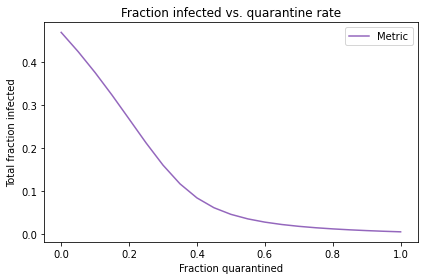 Fraction infected vs. quarantine rate
Metric
Total fraction infected
0.4
0.3
0.2
0.1
0.0
0.0 0.2 0.4 0.6 0.8 1.0
Fraction quarantined